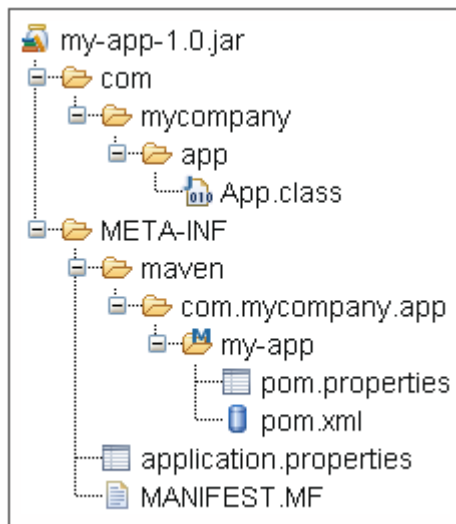 my-app-1.0.jar
com
mycompany
app
App.class
META-INF
maven
com.mycompany.app
my-app
pom.properties
pom.xml
application.properties
MANIFEST.MF